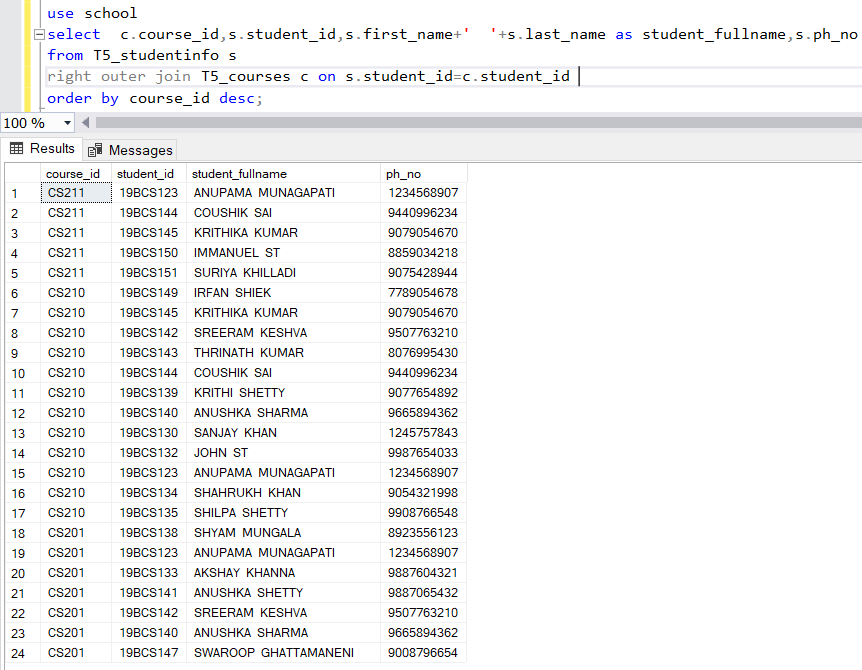 use school
select  c.course_id,s.student_id,s.first_name+'  '+s.last_name as student_fullname,s.ph_no
from T5_studentinfo s
right outer join T5_courses c on s.student_id=c.student_id
order by course_id desc;
100 %
Results Messages
course_id student_id student_fullname ph_no
1 CS211 19BCS123 ANUPAMA MUNAGAPATI 1234568907
2 CS211 19BCS144 COUSHIK SAI 9440996234
3 CS211 19BCS145 KRITHIKA KUMAR 9079054670
4 CS211 19BCS150 IMMANUEL ST 8859034218
5 CS211 19BCS151 SURIYA KHILLADI 9075428944
6 CS210 19BCS149 IRFAN SHIEK 7789054678
7 CS210 19BCS145 KRITHIKA KUMAR 9079054670
8 CS210 19BCS142 SREERAM KESHVA 9507763210
9 CS210 19BCS143 THRINATH KUMAR 8076995430
10 CS210 19BCS144 COUSHIK SAI 9440996234
11 CS210 19BCS139 KRITHI SHETTY 9077654892
12 CS210 19BCS140 ANUSHKA SHARMA 9665894362
13 CS210 19BCS130 SANJAY KHAN 1245757843
14 CS210 19BCS132 JOHN ST 9987654033
15 CS210 19BCS123 ANUPAMA MUNAGAPATI 1234568907
16 CS210 19BCS134 SHAHRUKH KHAN 9054321998
17 CS210 19BCS135 SHILPA SHETTY 9908766548
18 CS201 19BCS138 SHYAM MUNGALA 8923556123
19 CS201 19BCS123 ANUPAMA MUNAGAPATI 1234568907
20 CS201 19BCS133 AKSHAY KHANNA 9887604321
21 CS201 19BCS141 ANUSHKA SHETTY 9887065432
22 CS201 19BCS142 SREERAM KESHVA 9507763210
23 CS201 19BCS140 ANUSHKA SHARMA 9665894362
24 CS201 19BCS147 SWAROOP GHATTAMANENI 9008796654